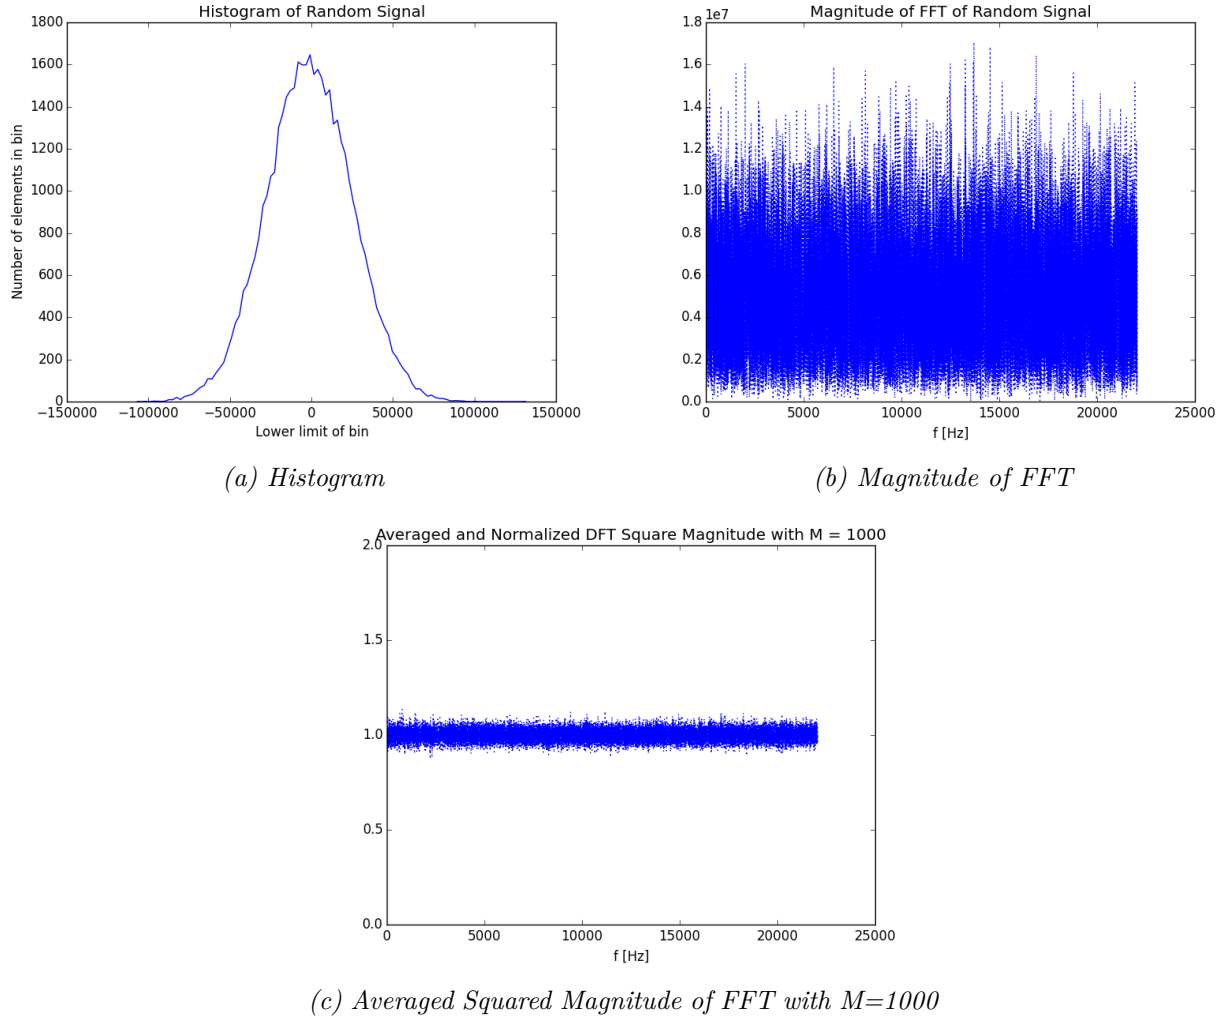 Histogram of Random Signal
1800
1600
1400
1200
1000
800
600
400
200
0
Number of elements in bin
−150000 −100000 −50000 0 50000 100000 150000
Lower limit of bin
(a) Histogram
1e7 Magnitude of FFT of Random Signal
1.8
1.6
1.4
1.2
1.0
0.8
0.6
0.4
0.2
0.0
0 5000 10000 15000 20000 25000
f [Hz]
(b) Magnitude of FFT
Averaged and Normalized DFT Square Magnitude with M = 1000
2.0
1.5
1.0
0.5
0.0
0 5000 10000 15000 20000 25000
f [Hz]
(c) Averaged Squared Magnitude of FFT with M=1000